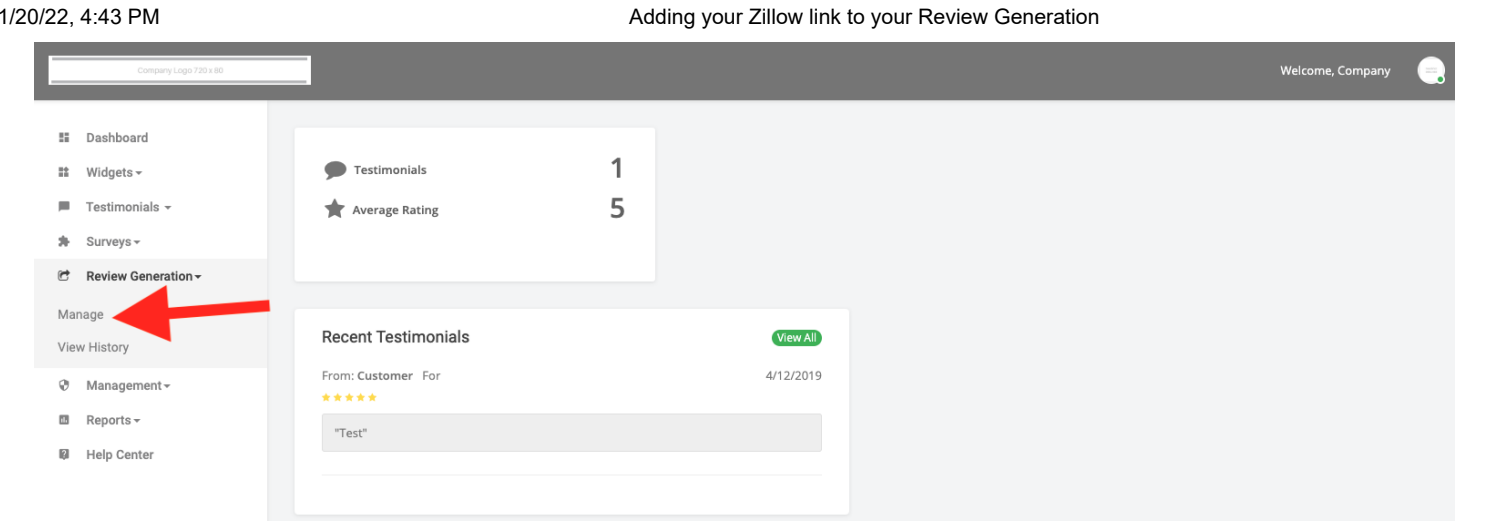 1/20/22, 4:43 PM Adding your Zillow link to your Review Generation
Company Logo 720 x 80
Welcome, Company
Dashboard
Widgets
Testimonials
Surveys
Review Generation
Manage
View History
Management
Reports
Help Center
Testimonials 1
Average Rating 5
Recent Testimonials View All
From: Customer For 4/12/2019
"Test"